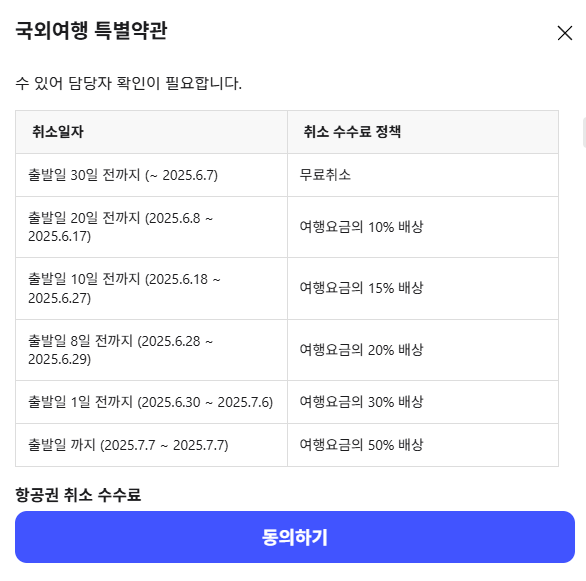 국외여행 특별약관
수 있어 담당자 확인이 필요합니다.
취소일자
취소 수수료 정책
출발일 30일 전까지 (~ 2025.6.7)
무료취소
출발일 20일 전까지 (2025.6.8 ~
2025.6.17)
여행요금의 10% 배상
출발일 10일 전까지 (2025.6.18 ~
2025.6.27)
여행요금의 15% 배상
출발일 8일 전까지 (2025.6.28 ~
2025.6.29)
여행요금의 20% 배상
출발일 1일 전까지 (2025.6.30 ~ 2025.7.6)
여행요금의 30% 배상
출발일 까지 (2025.7.7 ~ 2025.7.7)
여행요금의 50% 배상
항공권 취소 수수료
동의하기